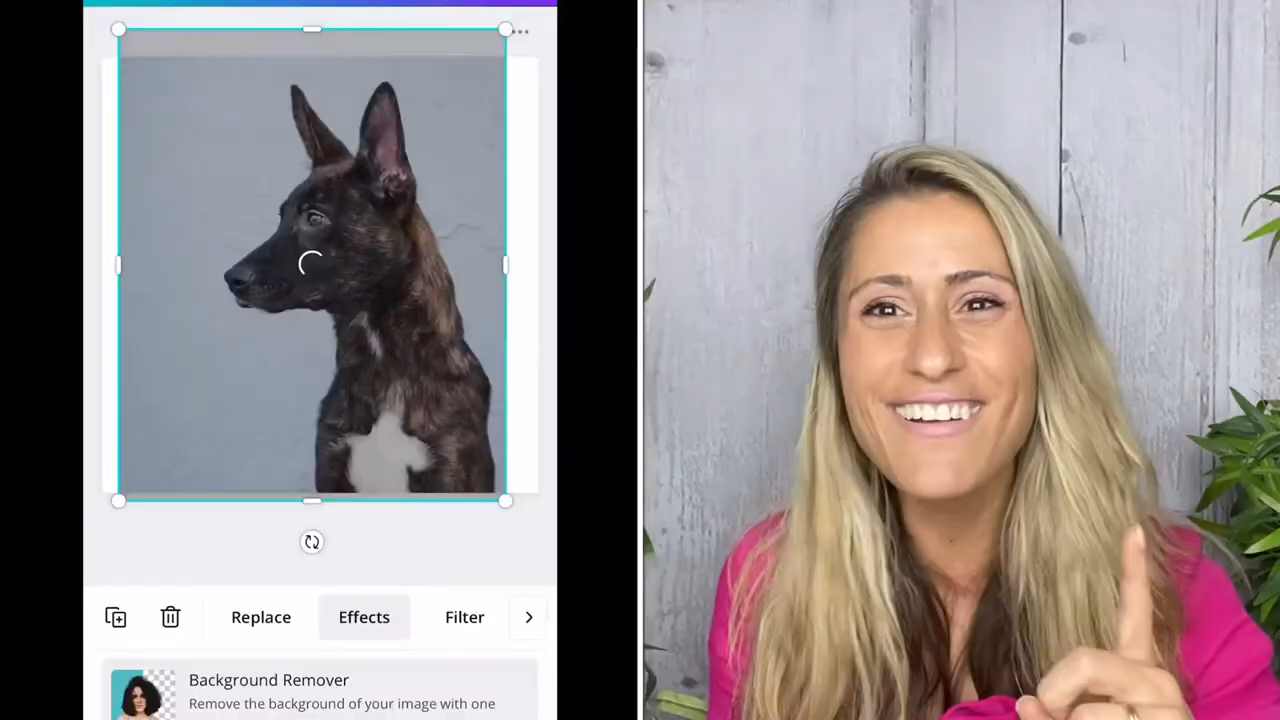 Replace
Effects
Filter
Background Remover
Remove the background of your image with one